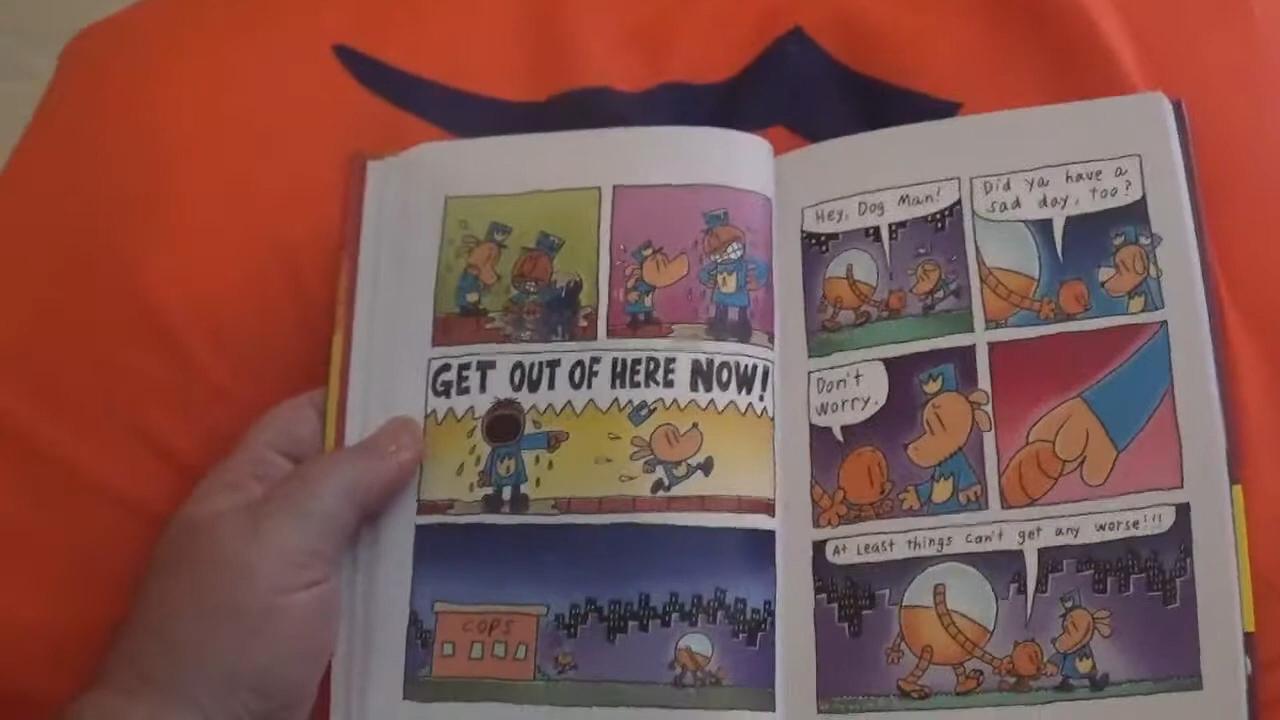 GET OUT OF HERE NOW!
COPS
Hey, Dog Man!
Did ya have a
sad day, too?
Don't
worry.
At Least things can't get any worse!!!